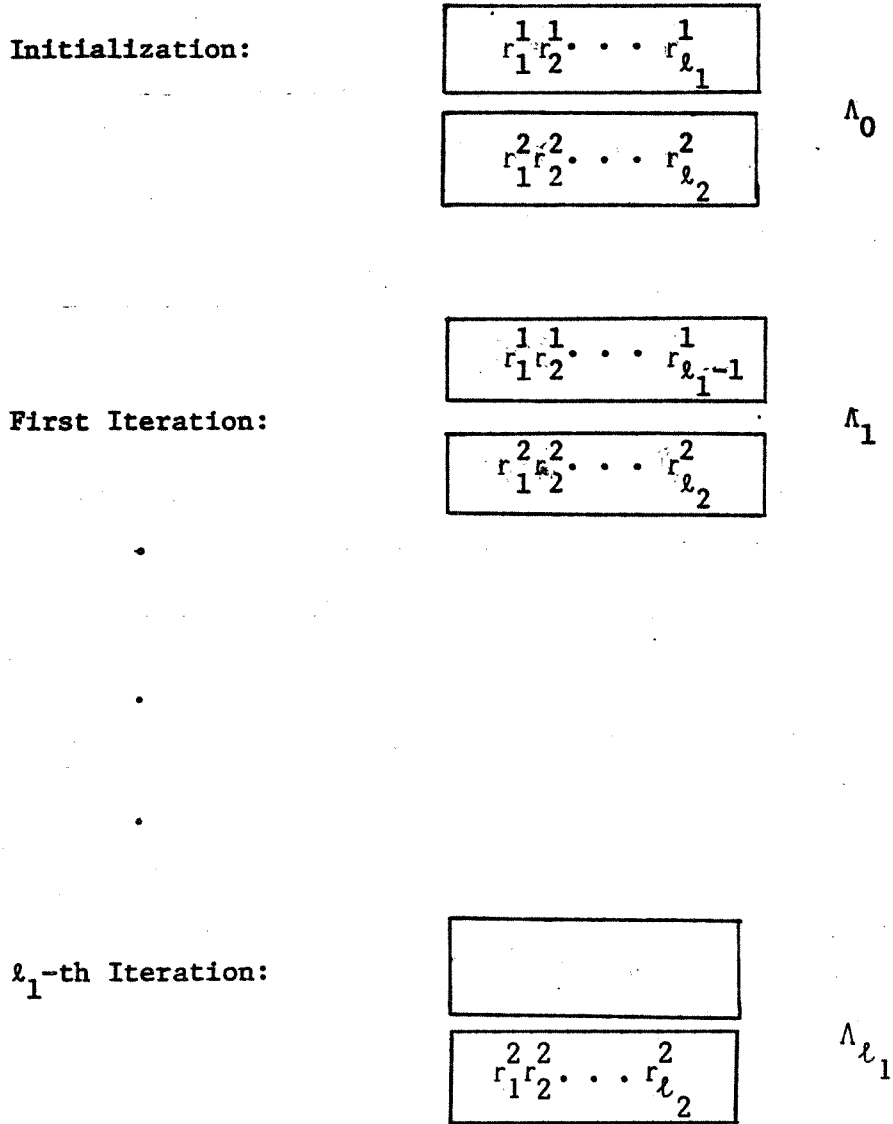 Initialization:
r_1^1 r_2^1 · · · r_{ℓ_1}^1
Λ_0
r_1^2 r_2^2 · · · r_{ℓ_2}^2
r_1^1 r_2^1 · · · r_{ℓ_1-1}^1
First Iteration:
Λ_1
r_1^2 r_2^2 · · · r_{ℓ_2}^2
ℓ_1-th Iteration:
Λ_{ℓ_1}
r_1^2 r_2^2 · · · r_{ℓ_2}^2